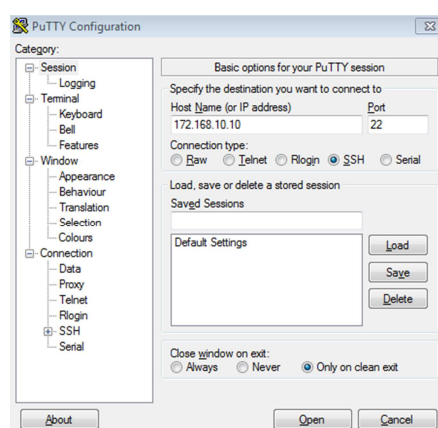 PuTTY Configuration
Category:
Session
Logging
Terminal
Keyboard
Bell
Features
Window
Appearance
Behaviour
Translation
Selection
Colours
Connection
Data
Proxy
Telnet
Rlogin
SSH
Serial
Basic options for your PuTTY session
Specify the destination you want to connect to
Host Name (or IP address) Port
172.168.10.10 22
Connection type:
Raw Telnet Rlogin SSH Serial
Load, save or delete a stored session
Saved Sessions
Default Settings
Load
Save
Delete
Close window on exit:
Always Never Only on clean exit
About Open Cancel